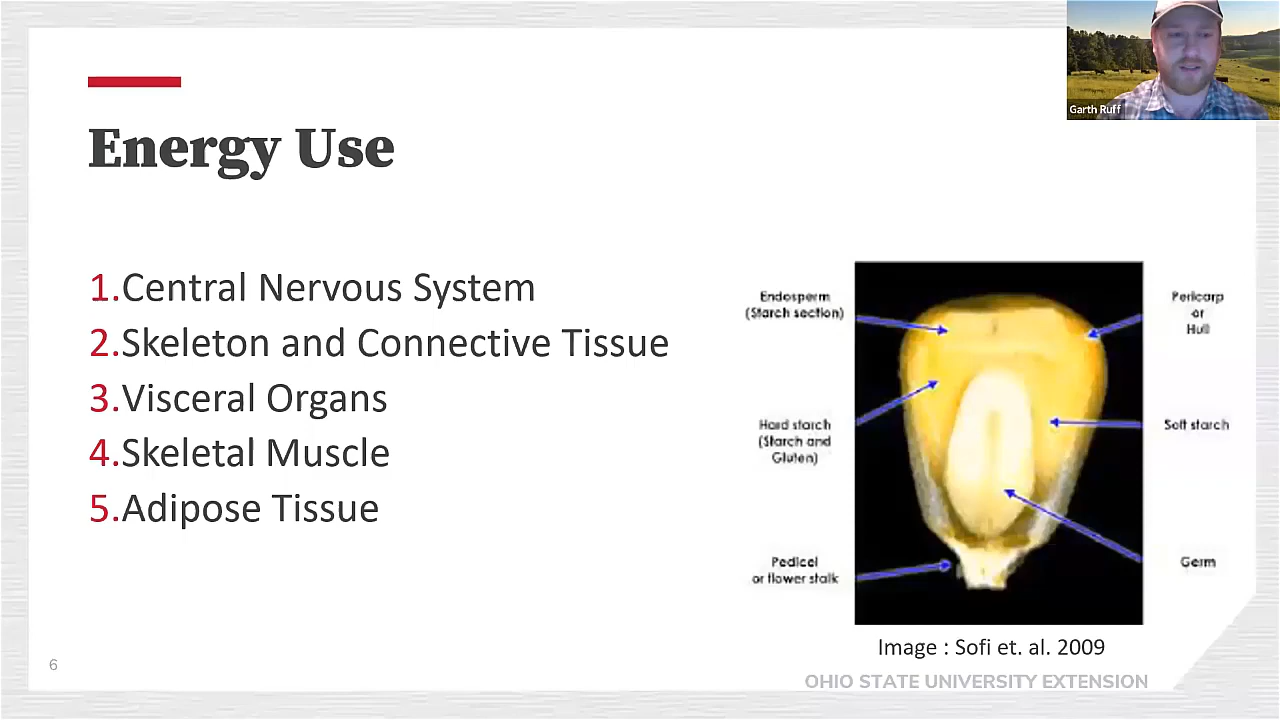 Garth Ruff
Energy Use
1.Central Nervous System
2.Skeleton and Connective Tissue
3.Visceral Organs
4.Skeletal Muscle
5.Adipose Tissue
Endosperm
(Starch section)
Hard starch
(Starch and
Gluten)
Pedicel
or flower stalk
Pericarp
or
Hull
Soft starch
Germ
Image : Sofi et. al. 2009
6
OHIO STATE UNIVERSITY EXTENSION